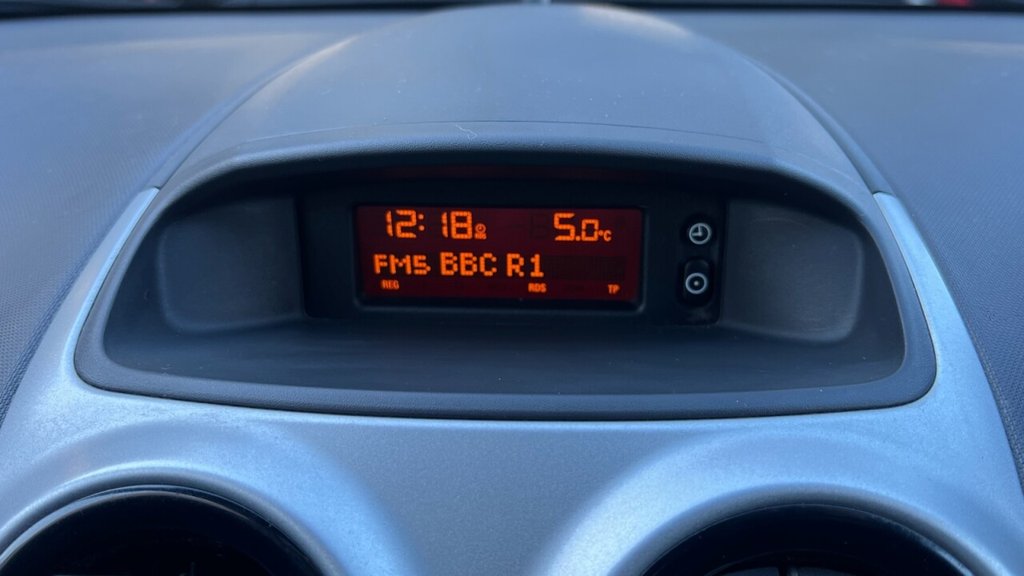 12:18 5.0°C
FM5 BBC R1
REG RDS TP